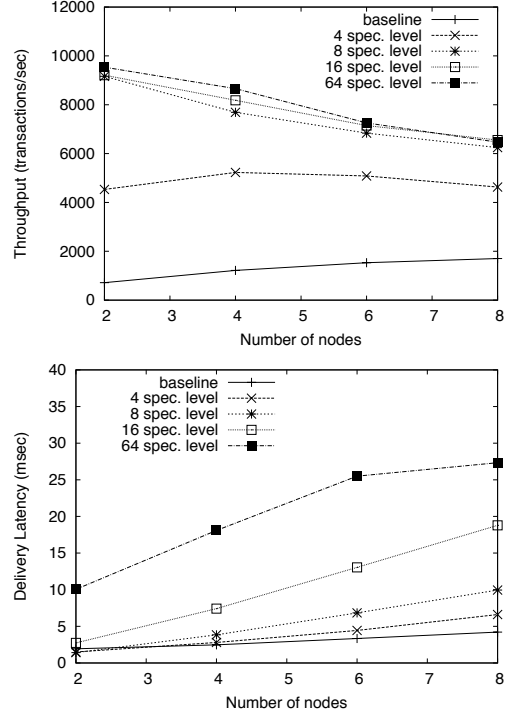 12000
10000
8000
6000
4000
2000
0
Throughput (transactions/sec)
baseline
4 spec. level
8 spec. level
16 spec. level
64 spec. level
2 3 4 5 6 7 8
Number of nodes
40
35
30
25
20
15
10
5
0
Delivery Latency (msec)
baseline
4 spec. level
8 spec. level
16 spec. level
64 spec. level
2 3 4 5 6 7 8
Number of nodes